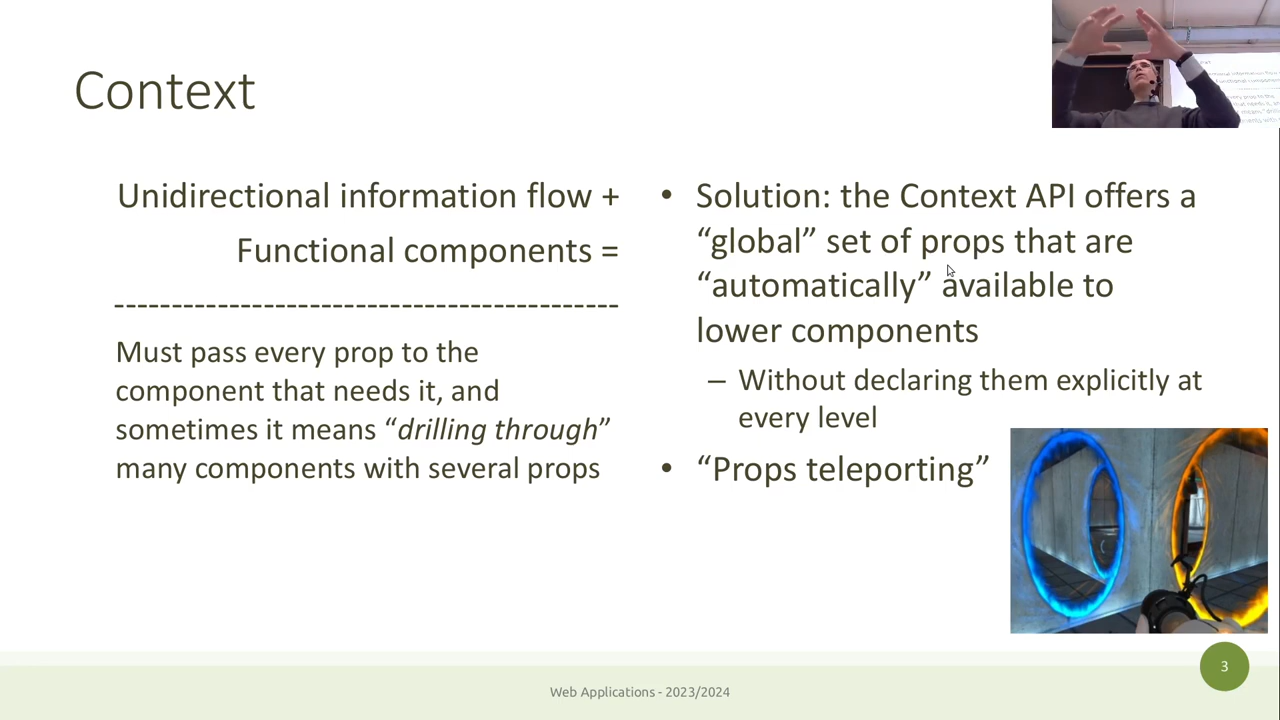 Context
Unidirectional information flow +
Functional components =
--------------------------------------------
Must pass every prop to the
component that needs it, and
sometimes it means “drilling through”
many components with several props
• Solution: the Context API offers a
“global” set of props that are
“automatically” available to
lower components
– Without declaring them explicitly at
every level
• “Props teleporting”
3
Web Applications - 2023/2024